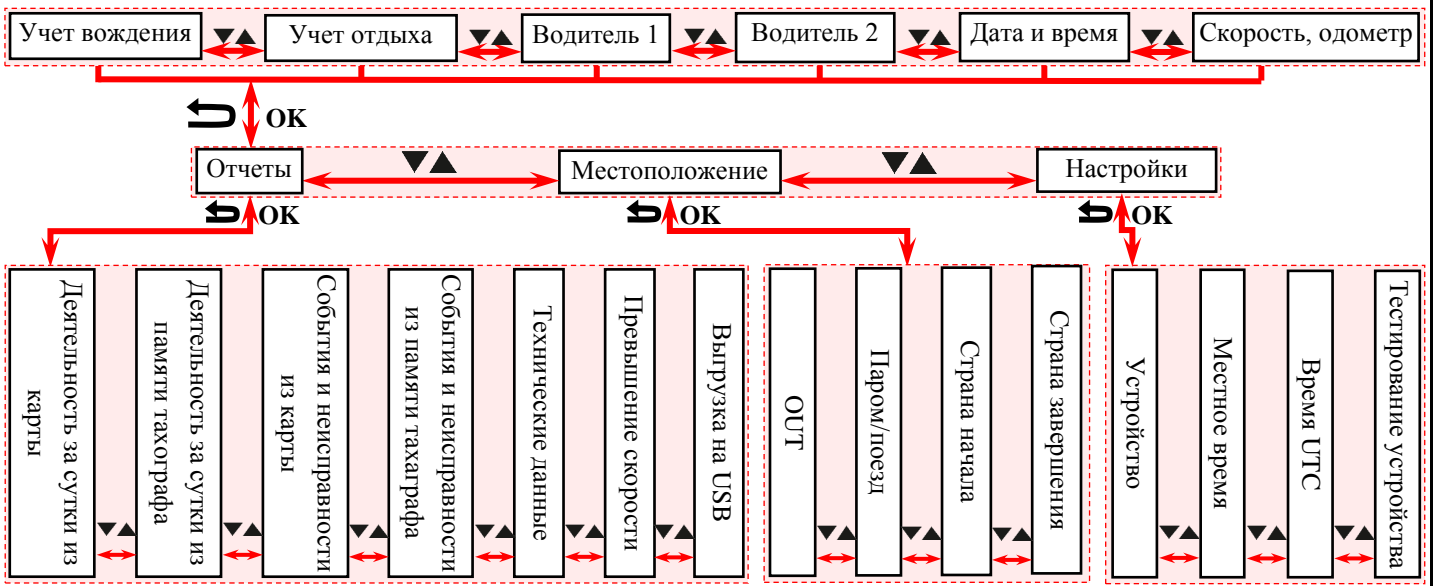 Учет вождения
Учет отдыха
Водитель 1
Водитель 2
Дата и время
Скорость, одометр
OK
Отчеты
Местоположение
Настройки
OK
OK
OK
Деятельность за сутки из
карты
Деятельность за сутки из
памяти тахографа
События и неисправности
из карты
События и неисправности
из памяти тахаграфа
Технические данные
Превышение скорости
Выгрузка на USB
OUT
Паром/поезд
Страна начала
Страна завершения
Устройство
Местное время
Время UTC
Тестирование устройства